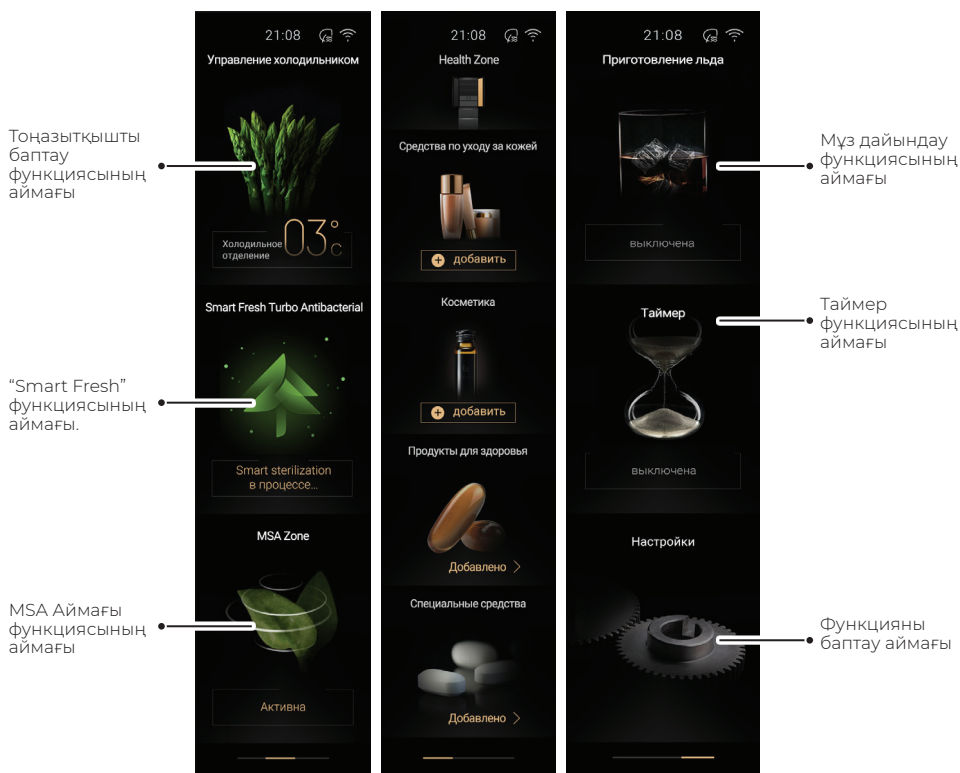 Тоңазытқышты
баптау
функциясының
аймағы
“Smart Fresh”
функциясының
аймағы.
MSA Аймағы
функциясының
аймағы
21:08
Управление холодильником
Холодильное
отделение
03°C
Smart Fresh Turbo Antibacterial
Smart sterilization
в процессе...
MSA Zone
Активна
21:08
Health Zone
Средства по уходу за кожей
добавить
Косметика
добавить
Продукты для здоровья
Добавлено
Специальные средства
Добавлено
21:08
Приготовление льда
выключена
Таймер
выключена
Настройки
Мұз дайындау
функциясының
аймағы
Таймер
функциясының
аймағы
Функцияны
баптау аймағы